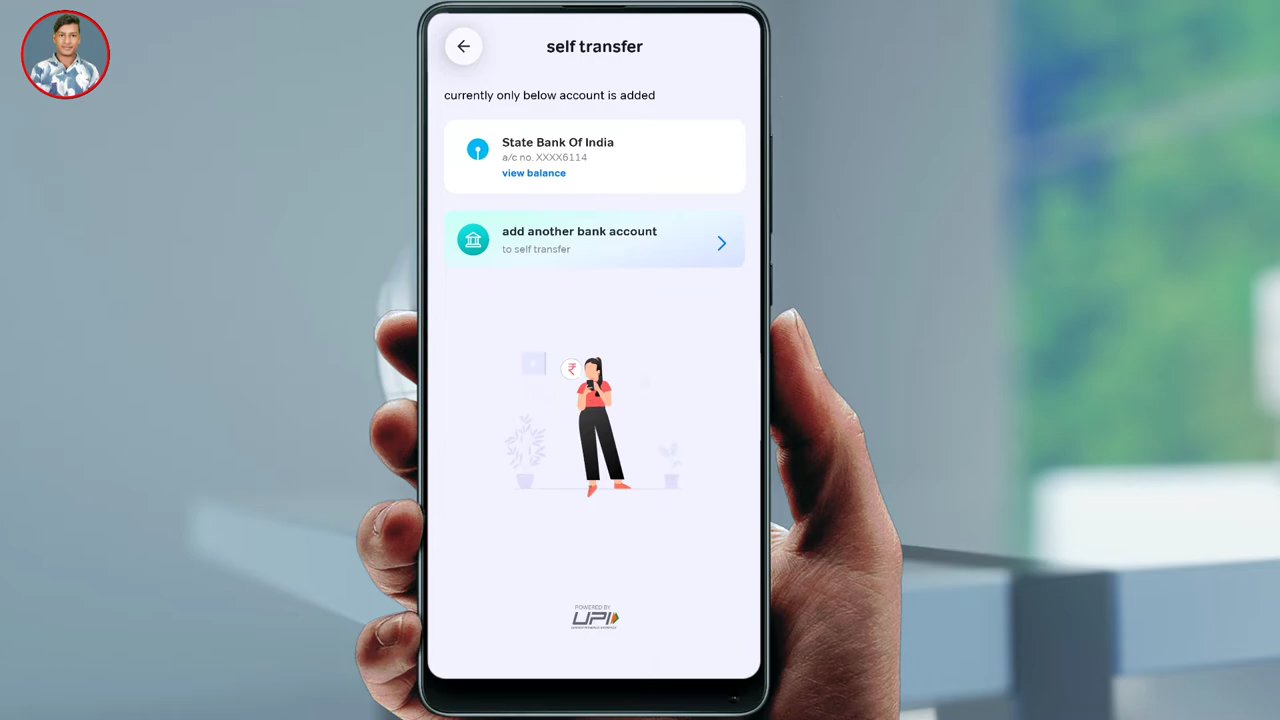 self transfer
currently only below account is added
State Bank Of India
a/c no. XXXX6114
view balance
add another bank account
to self transfer
₹
POWERED BY
UPI